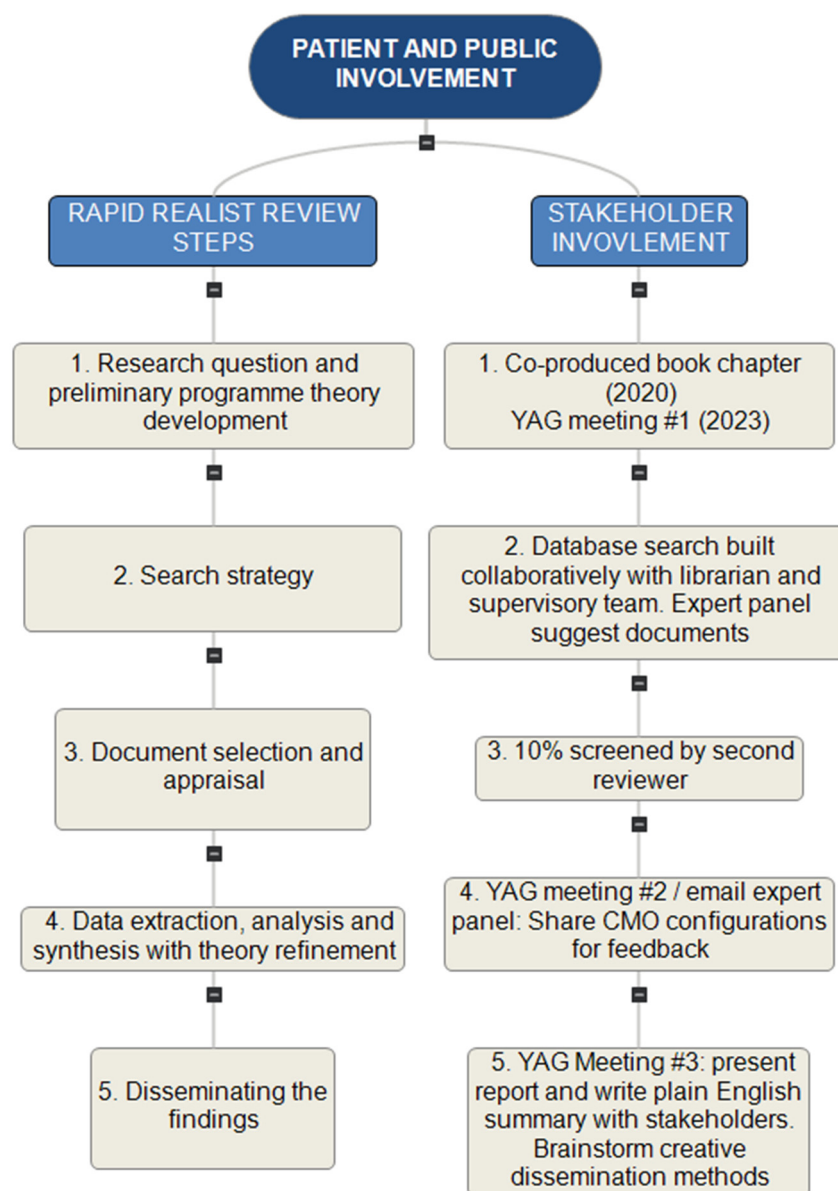 PATIENT AND PUBLIC
INVOLVEMENT
RAPID REALIST REVIEW
STEPS
STAKEHOLDER
INVOVLEMENT
1. Research question and
preliminary programme theory
development
1. Co-produced book chapter
(2020)
YAG meeting #1 (2023)
2. Search strategy
2. Database search built
collaboratively with librarian and
supervisory team. Expert panel
suggest documents
3. Document selection and
appraisal
3. 10% screened by second
reviewer
4. Data extraction, analysis and
synthesis with theory refinement
4. YAG meeting #2 / email expert
panel: Share CMO configurations
for feedback
5. Disseminating the
findings
5. YAG Meeting #3: present
report and write plain English
summary with stakeholders.
Brainstorm creative
dissemination methods